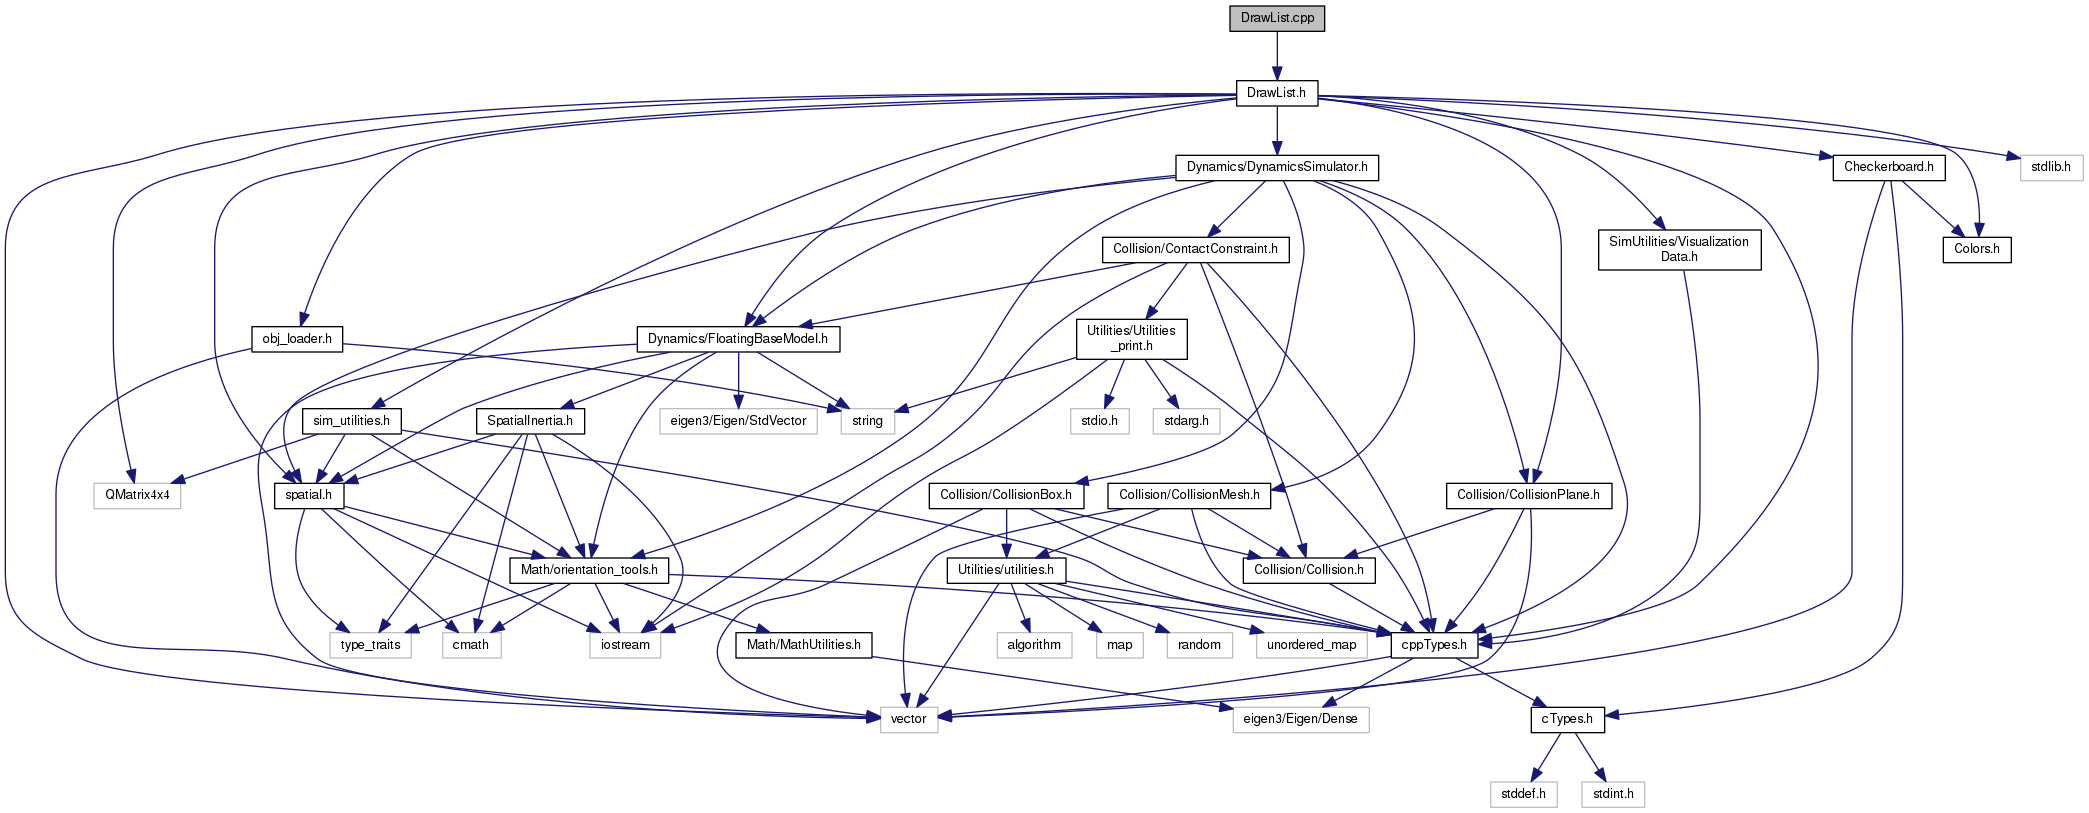 DrawList.cpp
DrawList.h
Dynamics/DynamicsSimulator.h
Checkerboard.h
stdlib.h
Collision/ContactConstraint.h
SimUtilities/Visualization
Data.h
Colors.h
obj_loader.h
Dynamics/FloatingBaseModel.h
Utilities/Utilities
_print.h
sim_utilities.h
SpatialInertia.h
eigen3/Eigen/StdVector
string
stdio.h
stdarg.h
QMatrix4x4
spatial.h
Collision/CollisionBox.h
Collision/CollisionMesh.h
Collision/CollisionPlane.h
Math/orientation_tools.h
Utilities/utilities.h
Collision/Collision.h
type_traits
cmath
iostream
Math/MathUtilities.h
algorithm
map
random
unordered_map
cppTypes.h
vector
eigen3/Eigen/Dense
cTypes.h
stddef.h
stdint.h